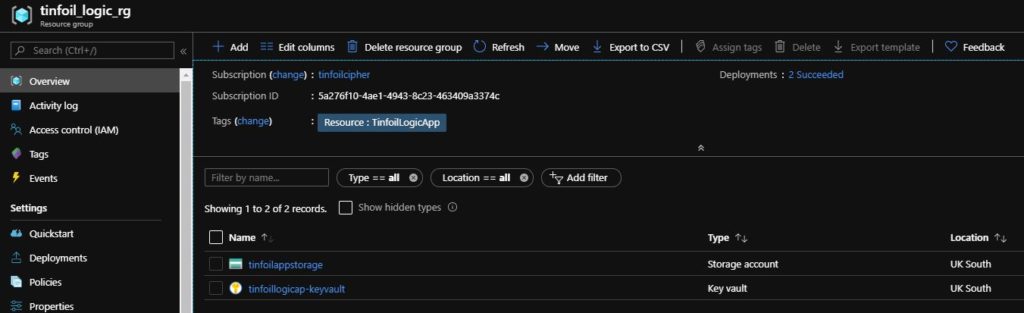 tinfoil_logic_rg
Resource group
Search (Ctrl+/)
«
Add
Edit columns
Delete resource group
Refresh
Move
Export to CSV
Assign tags
Delete
Export template
Feedback
Overview
Activity log
Access control (IAM)
Tags
Events
Settings
Quickstart
Deployments
Policies
Properties
Subscription (change) : tinfoilcipher
Deployments : 2 Succeeded
Subscription ID : 5a276f10-4ae1-4943-8c23-463409a3374c
Tags (change) : Resource : TinfoilLogicApp
Filter by name...
Type == all
Location == all
Add filter
Showing 1 to 2 of 2 records.
Show hidden types
Name ↑↓ Type ↑↓ Location ↑↓
tinfoilappstorage Storage account UK South
tinfoillogicap-keyvault Key vault UK South